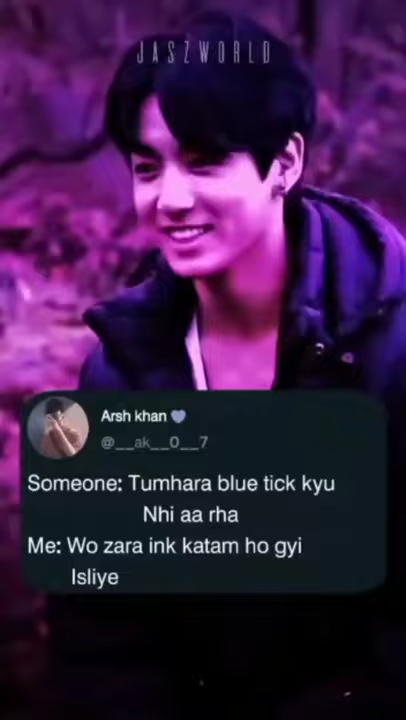 JASZWORLD
Arsh khan 💜
@__ak__0__7
Someone: Tumhara blue tick kyu
Nhi aa rha
Me: Wo zara ink katam ho gyi
Isliye